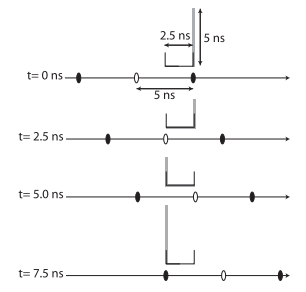 2.5 ns
5 ns
t= 0 ns
5 ns
t= 2.5 ns
t= 5.0 ns
t= 7.5 ns